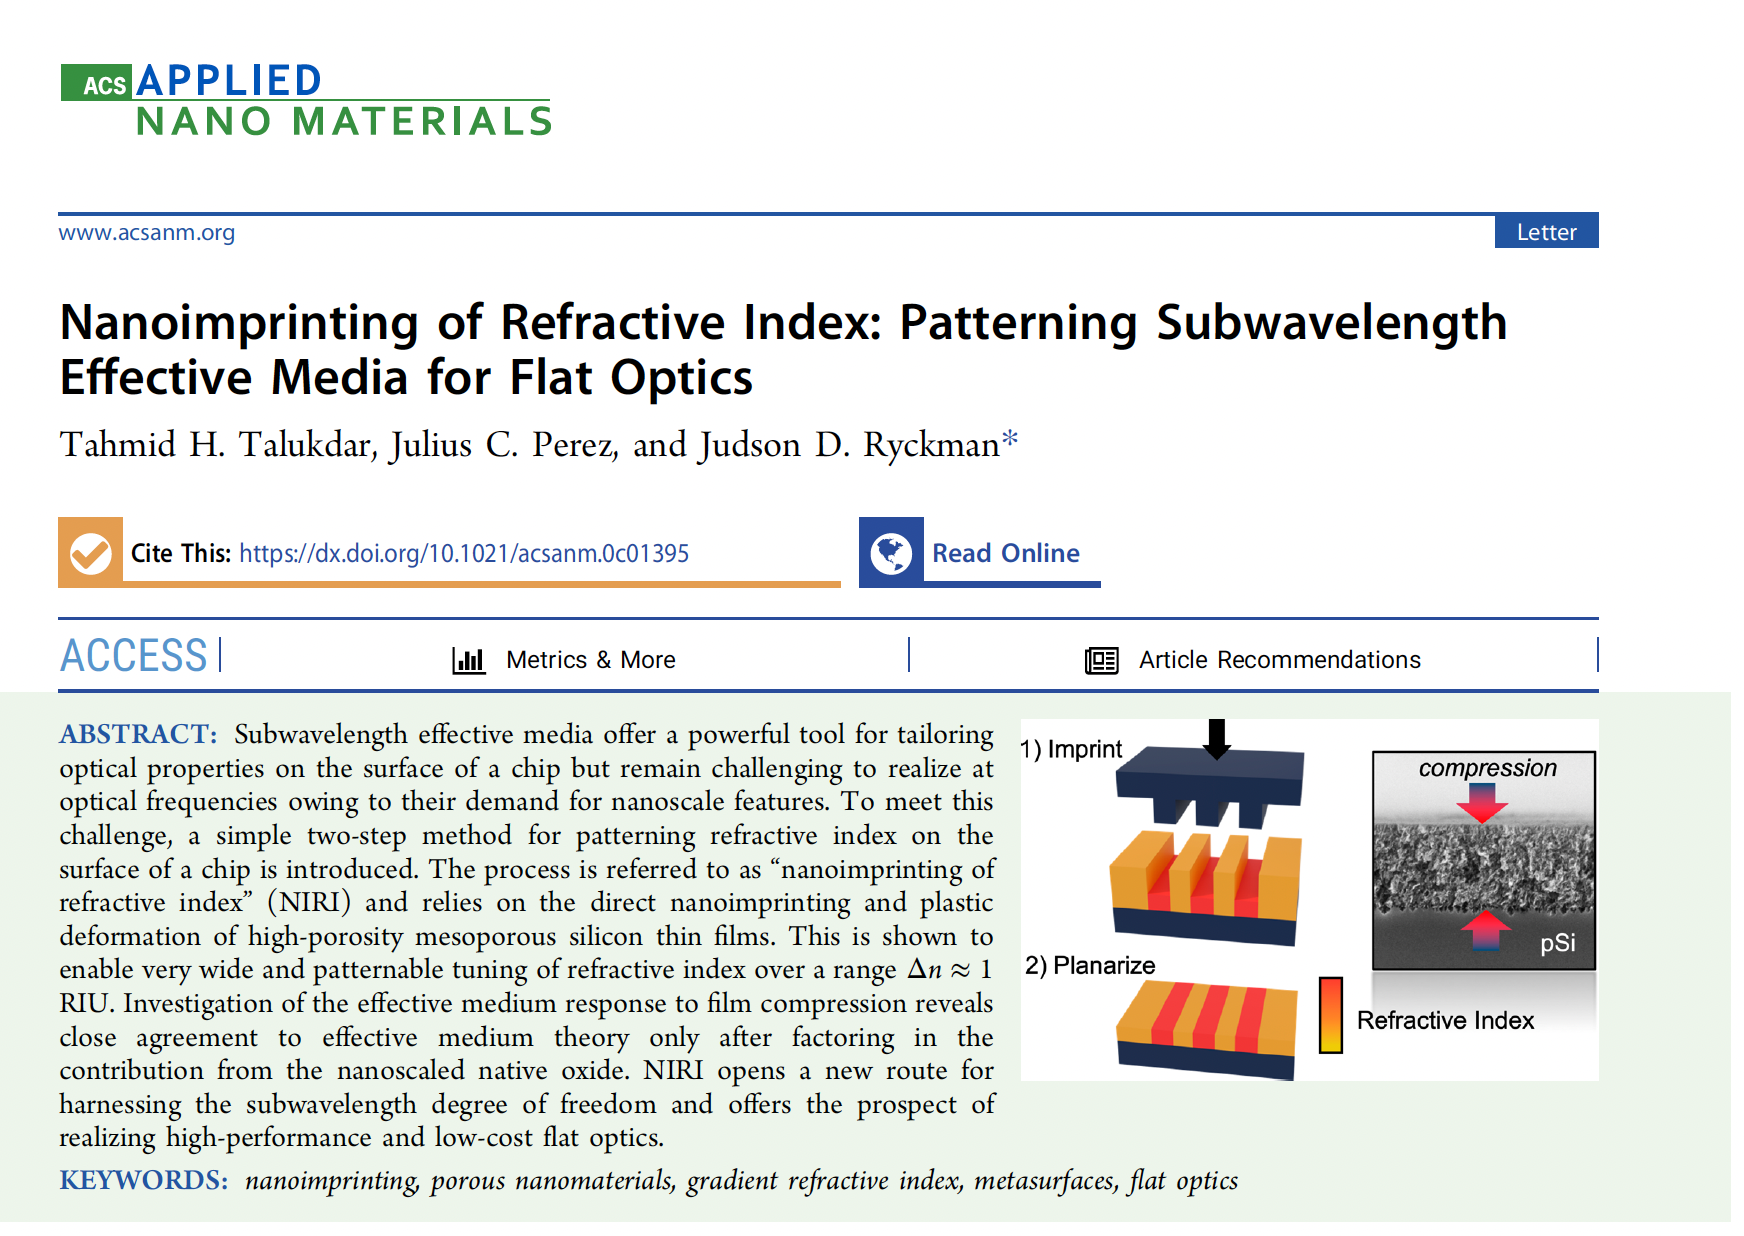 ACS APPLIED
NANO MATERIALS
www.acsanm.org
Letter
Nanoimprinting of Refractive Index: Patterning Subwavelength
Effective Media for Flat Optics
Tahmid H. Talukdar, Julius C. Perez, and Judson D. Ryckman*
Cite This: https://dx.doi.org/10.1021/acsanm.0c01395
Read Online
ACCESS
Metrics & More
Article Recommendations
ABSTRACT: Subwavelength effective media offer a powerful tool for tailoring
optical properties on the surface of a chip but remain challenging to realize at
optical frequencies owing to their demand for nanoscale features. To meet this
challenge, a simple two-step method for patterning refractive index on the
surface of a chip is introduced. The process is referred to as “nanoimprinting of
refractive index” (NIRI) and relies on the direct nanoimprinting and plastic
deformation of high-porosity mesoporous silicon thin films. This is shown to
enable very wide and patternable tuning of refractive index over a range Δn ≈ 1
RIU. Investigation of the effective medium response to film compression reveals
close agreement to effective medium theory only after factoring in the
contribution from the nanoscaled native oxide. NIRI opens a new route for
harnessing the subwavelength degree of freedom and offers the prospect of
realizing high-performance and low-cost flat optics.
1) Imprint
compression
pSi
2) Planarize
Refractive Index
KEYWORDS: nanoimprinting, porous nanomaterials, gradient refractive index, metasurfaces, flat optics